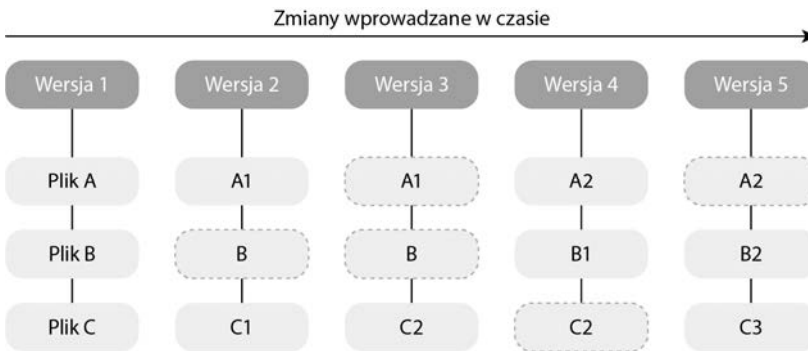 Zmiany wprowadzane w czasie
Wersja 1 Wersja 2 Wersja 3 Wersja 4 Wersja 5
Plik A A1 A1 A2 A2
Plik B B B B1 B2
Plik C C1 C2 C2 C3